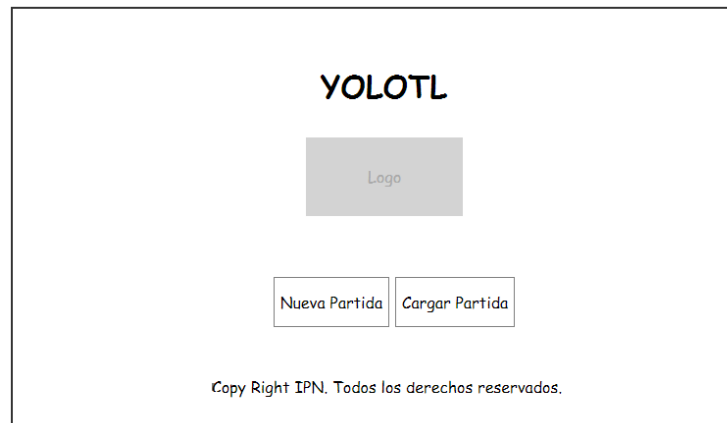 YOLOTL
Logo
Nueva Partida Cargar Partida
Copy Right IPN. Todos los derechos reservados.